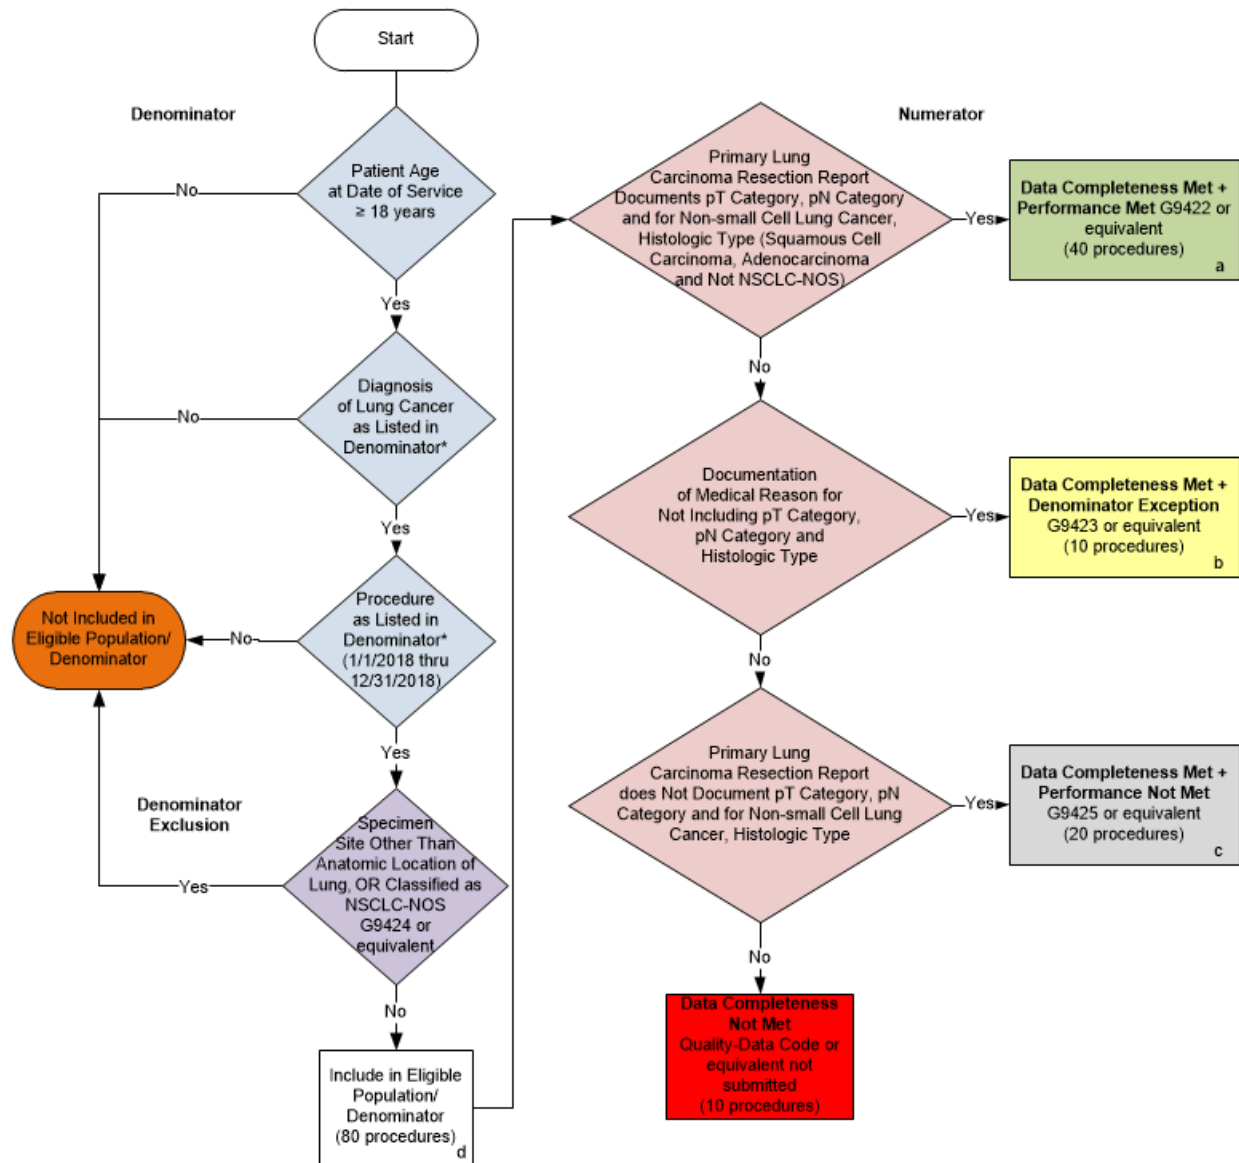 Start
Denominator
Patient Age
at Date of Service
≥ 18 years
No
Yes
Diagnosis
of Lung Cancer
as Listed in
Denominator*
No
Yes
Procedure
as Listed in
Denominator*
(1/1/2018 thru
12/31/2018)
No
Not Included in
Eligible Population/
Denominator
Yes
Denominator
Exclusion
Specimen
Site Other Than
Anatomic Location of
Lung, OR Classified as
NSCLC-NOS
G9424 or
equivalent
Yes
No
Include in Eligible
Population/
Denominator
(80 procedures)
d
Numerator
Primary Lung
Carcinoma Resection Report
Documents pT Category, pN Category
and for Non-small Cell Lung Cancer,
Histologic Type (Squamous Cell
Carcinoma, Adenocarcinoma
and Not NSCLC-NOS)
Yes
Data Completeness Met +
Performance Met G9422 or
equivalent
(40 procedures)
a
No
Documentation
of Medical Reason for
Not Including pT Category,
pN Category and
Histologic Type
Yes
Data Completeness Met +
Denominator Exception
G9423 or equivalent
(10 procedures)
b
No
Primary Lung
Carcinoma Resection Report
does Not Document pT Category, pN
Category and for Non-small Cell Lung
Cancer, Histologic Type
Yes
Data Completeness Met +
Performance Not Met
G9425 or equivalent
(20 procedures)
c
No
Data Completeness
Not Met
Quality-Data Code or
equivalent not
submitted
(10 procedures)